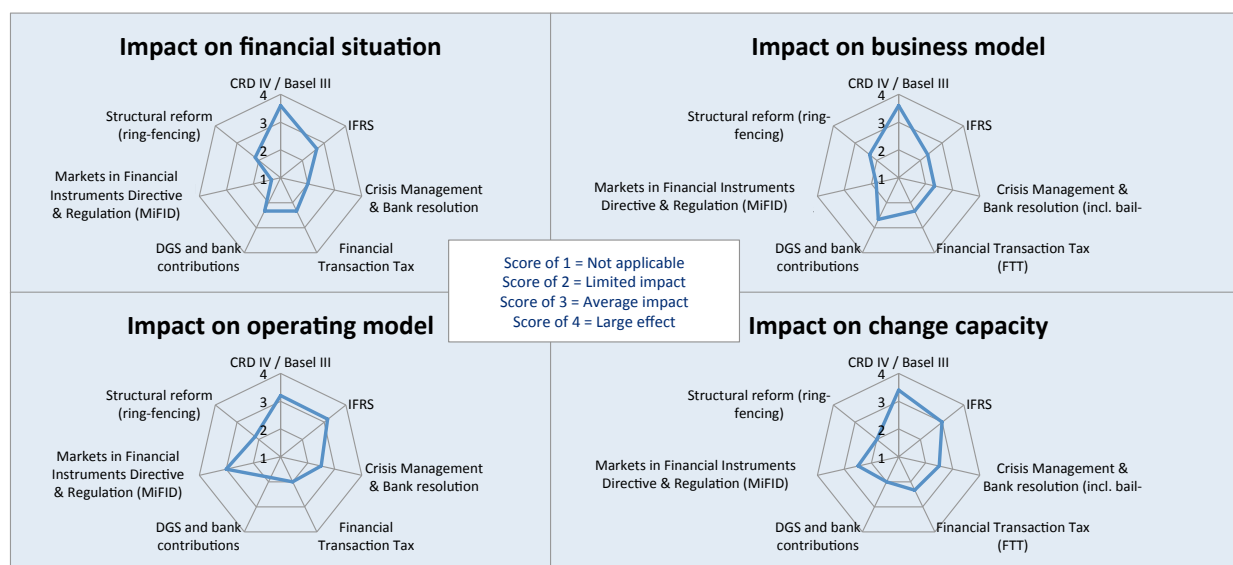 Impact on financial situation
CRD IV / Basel III
4
3
2
1
IFRS
Crisis Management
& Bank resolution
Financial
Transaction Tax
DGS and bank
contributions
Markets in Financial
Instruments Directive
& Regulation (MiFID)
Structural reform
(ring-fencing)
Impact on business model
CRD IV / Basel III
4
3
2
1
IFRS
Crisis Management &
Bank resolution (incl. bail-
Financial Transaction Tax
(FTT)
DGS and bank
contributions
Markets in Financial Instruments
Directive & Regulation (MiFID)
Structural reform (ring-
fencing)
Score of 1 = Not applicable
Score of 2 = Limited impact
Score of 3 = Average impact
Score of 4 = Large effect
Impact on operating model
CRD IV / Basel III
4
3
2
1
IFRS
Crisis Management
& Bank resolution
Financial
Transaction Tax
DGS and bank
contributions
Markets in Financial
Instruments Directive
& Regulation (MiFID)
Structural reform
(ring-fencing)
Impact on change capacity
CRD IV / Basel III
4
3
2
1
IFRS
Crisis Management &
Bank resolution (incl. bail-
Financial Transaction Tax
(FTT)
DGS and bank
contributions
Markets in Financial Instruments
Directive & Regulation (MiFID)
Structural reform (ring-
fencing)